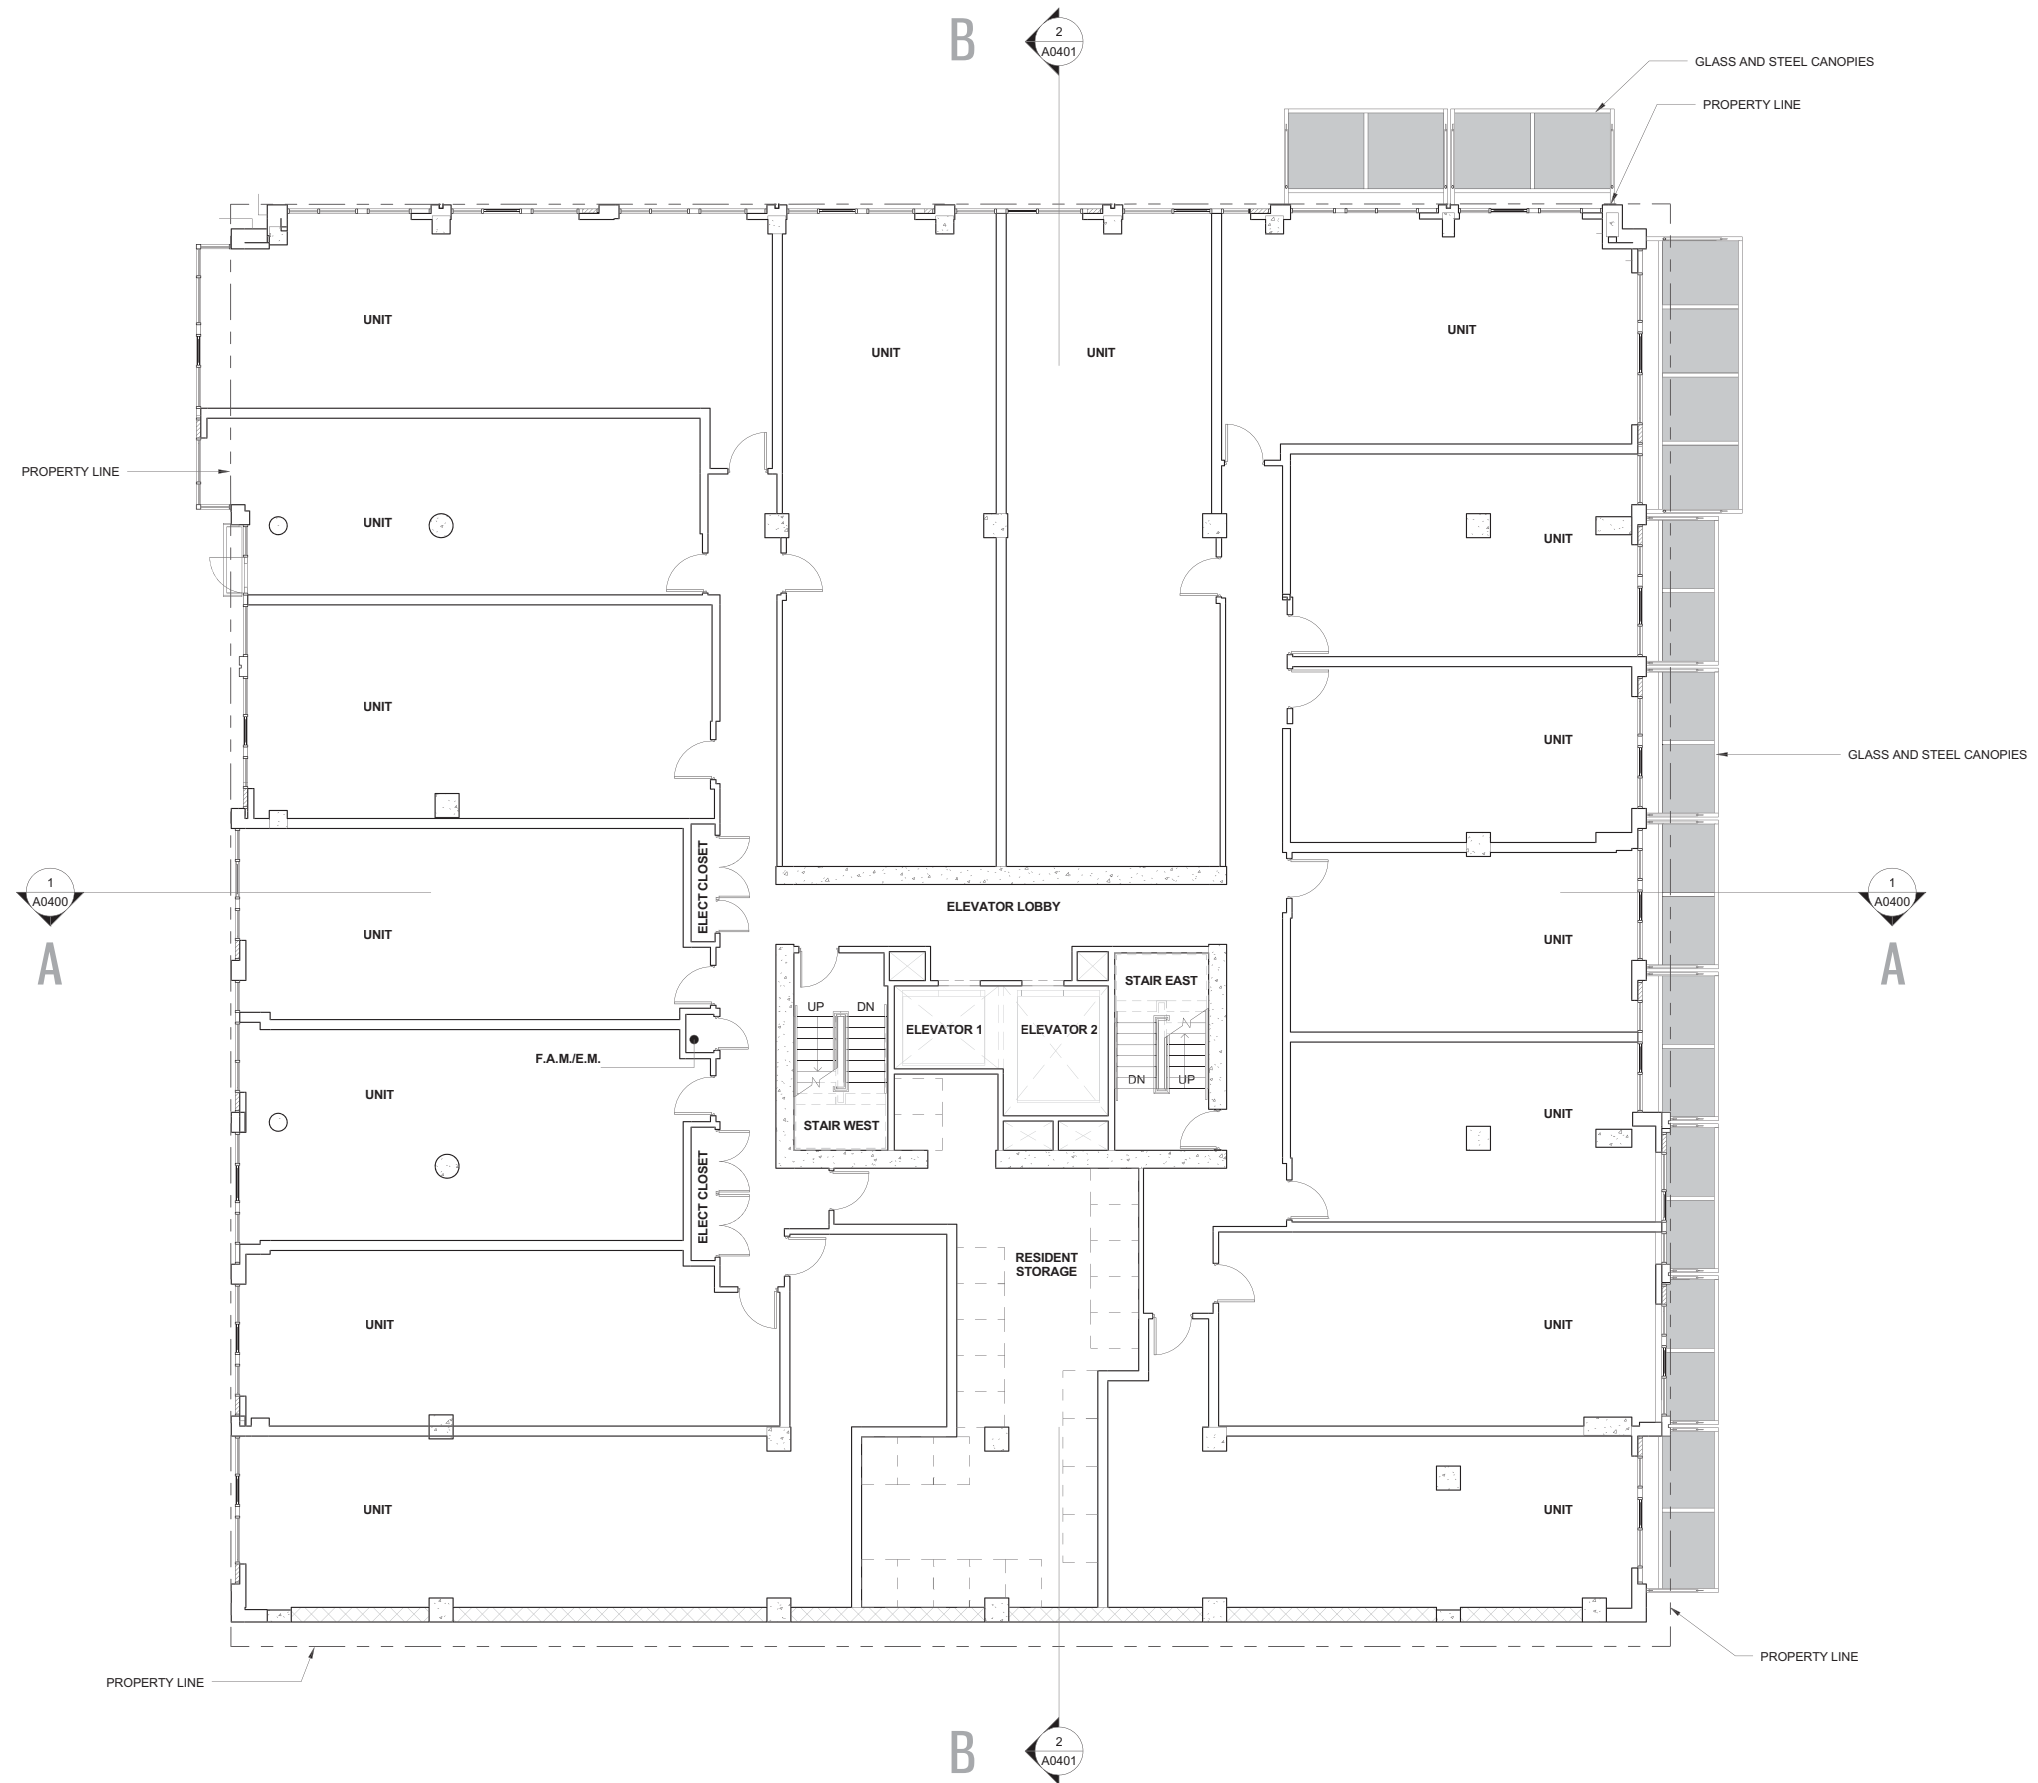 B
2
A0401
GLASS AND STEEL CANOPIES
PROPERTY LINE
UNIT
UNIT
UNIT
UNIT
PROPERTY LINE
UNIT
UNIT
UNIT
UNIT
GLASS AND STEEL CANOPIES
ELECT CLOSET
1
A0400
A
1
A0400
A
ELEVATOR LOBBY
UNIT
UNIT
STAIR EAST
UP
DN
ELEVATOR 1
ELEVATOR 2
F.A.M./E.M.
DN
UP
UNIT
UNIT
STAIR WEST
ELECT CLOSET
RESIDENT
STORAGE
UNIT
UNIT
UNIT
UNIT
PROPERTY LINE
PROPERTY LINE
B
2
A0401